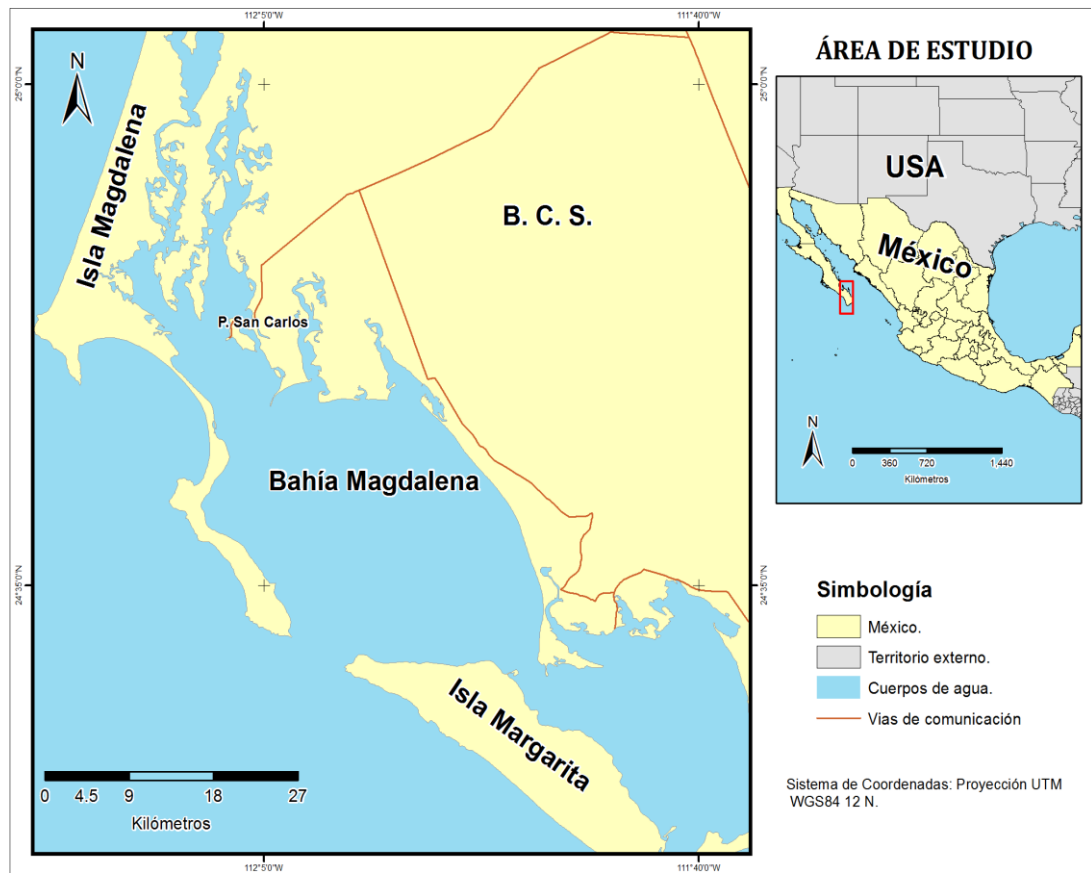 112°5'0"W
111°40'0"W
ÁREA DE ESTUDIO
N
25°0'0"N
25°0'0"N
Isla Magdalena
B. C. S.
USA
México
P. San Carlos
N
0 360 720 1,440
Kilómetros
Bahía Magdalena
24°35'0"N
24°35'0"N
Simbología
México.
Territorio externo.
Cuerpos de agua.
Vias de comunicación
Isla Margarita
0 4.5 9 18 27
Kilómetros
Sistema de Coordenadas: Proyección UTM
WGS84 12 N.
112°5'0"W
111°40'0"W